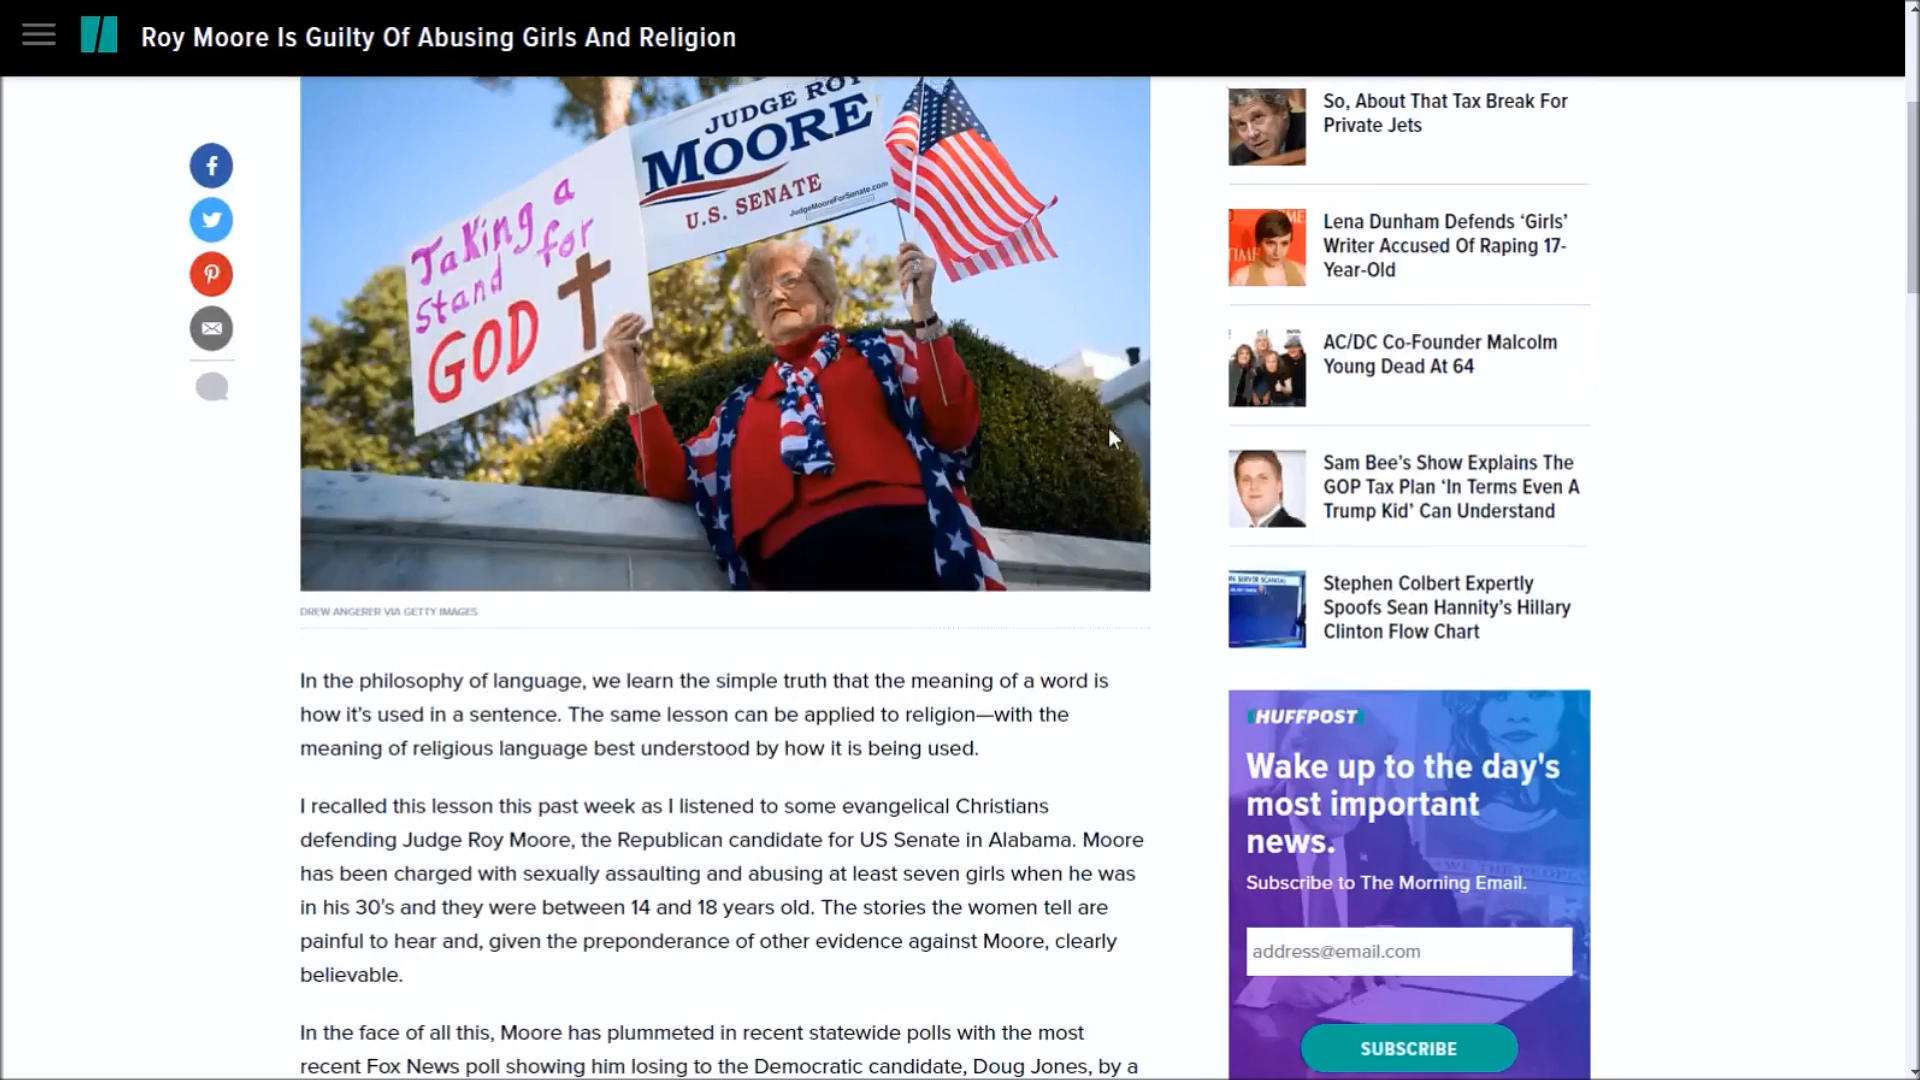 Roy Moore Is Guilty Of Abusing Girls And Religion
JUDGE ROY
MOORE
U.S. SENATE
JudgeMooreForSenate.com
Taking a
stand for
GOD
DREW ANGERER VIA GETTY IMAGES
In the philosophy of language, we learn the simple truth that the meaning of a word is
how it's used in a sentence. The same lesson can be applied to religion—with the
meaning of religious language best understood by how it is being used.
I recalled this lesson this past week as I listened to some evangelical Christians
defending Judge Roy Moore, the Republican candidate for US Senate in Alabama. Moore
has been charged with sexually assaulting and abusing at least seven girls when he was
in his 30's and they were between 14 and 18 years old. The stories the women tell are
painful to hear and, given the preponderance of other evidence against Moore, clearly
believable.
In the face of all this, Moore has plummeted in recent statewide polls with the most
recent Fox News poll showing him losing to the Democratic candidate, Doug Jones, by a
So, About That Tax Break For
Private Jets
TIME
Lena Dunham Defends ‘Girls’
Writer Accused Of Raping 17-
Year-Old
AC/DC Co-Founder Malcolm
Young Dead At 64
Sam Bee's Show Explains The
GOP Tax Plan ‘In Terms Even A
Trump Kid’ Can Understand
SERVER SCANDAL
Stephen Colbert Expertly
Spoofs Sean Hannity's Hillary
Clinton Flow Chart
HUFFPOST
Wake up to the day's
most important
news.
WE THE PEOPLE
Subscribe to The Morning Email.
address@email.com
SUBSCRIBE